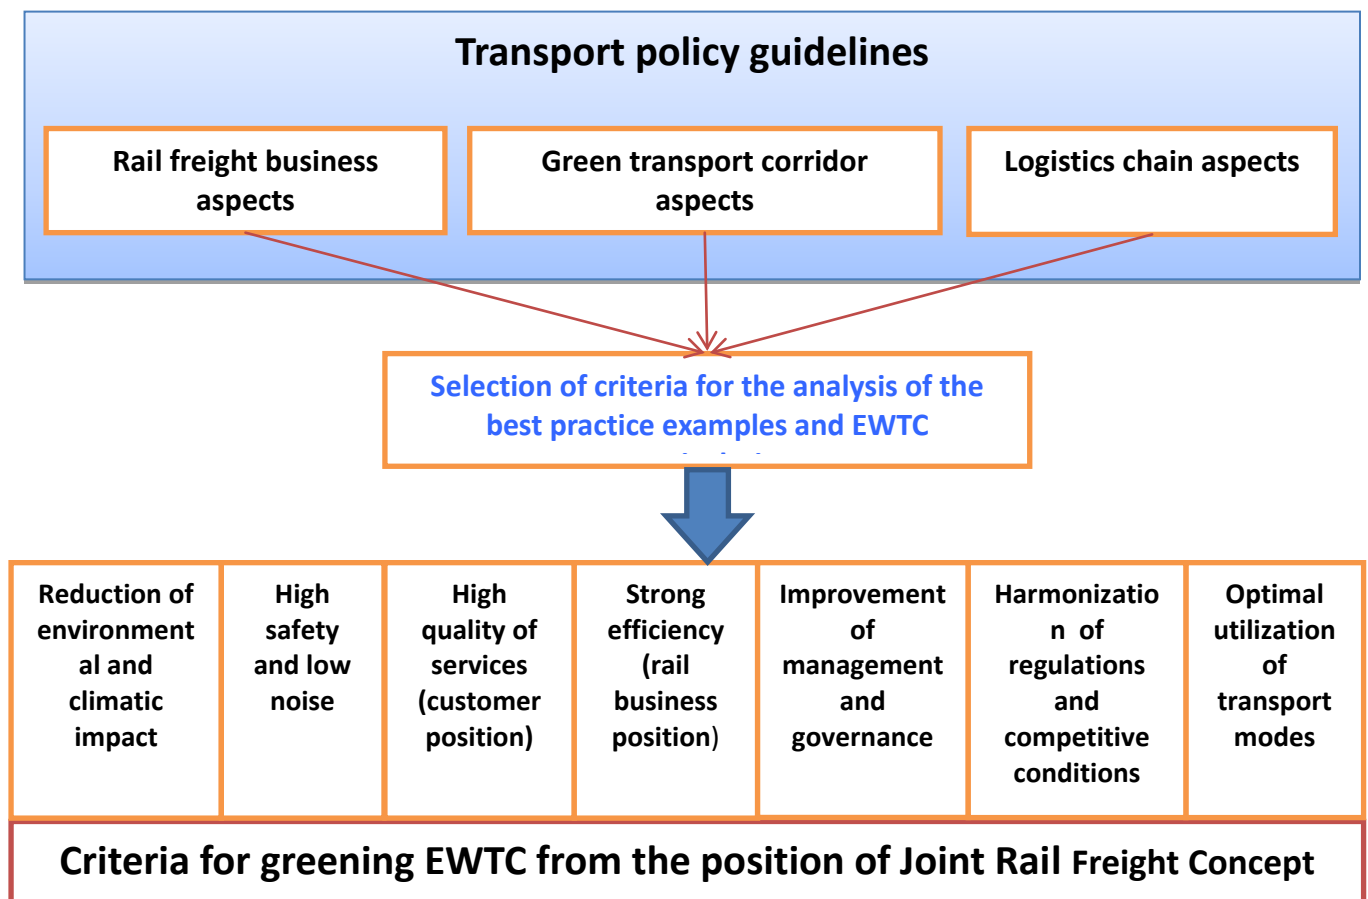 Transport policy guidelines
Rail freight business
aspects
Green transport corridor
aspects
Logistics chain aspects
Selection of criteria for the analysis of the
best practice examples and EWTC
Reduction of
environment
al and
climatic
impact
High
safety
and low
noise
High
quality of
services
(customer
position)
Strong
efficiency
(rail
business
position)
Improvement
of
management
and
governance
Harmonizatio
n of
regulations
and
competitive
conditions
Optimal
utilization
of
transport
modes
Criteria for greening EWTC from the position of Joint Rail Freight Concept